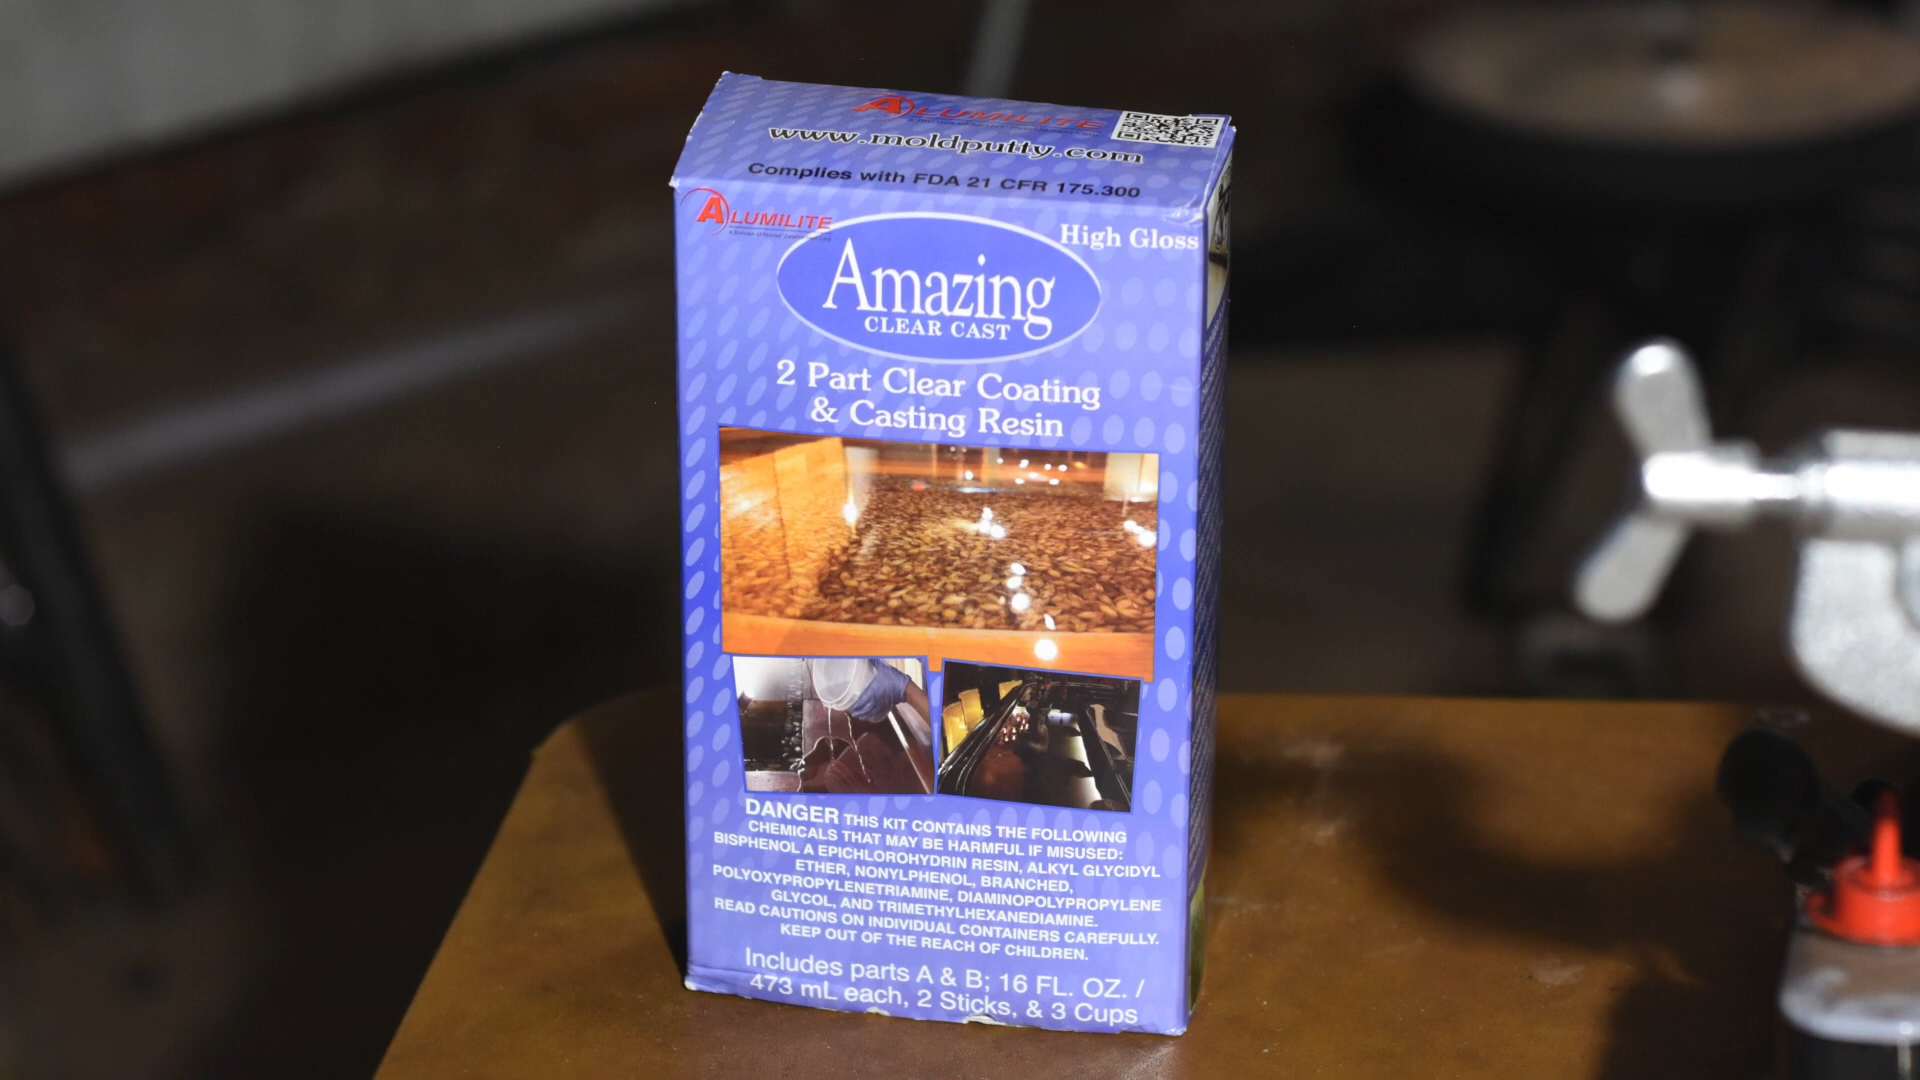 ALUMILITE
www.moldputty.com
Complies with FDA 21 CFR 175.300
ALUMILITE
High Gloss
Amazing
CLEAR CAST
2 Part Clear Coating
& Casting Resin
DANGER THIS KIT CONTAINS THE FOLLOWING
CHEMICALS THAT MAY BE HARMFUL IF MISUSED:
BISPHENOL A EPICHLOROHYDRIN RESIN, ALKYL GLYCIDYL
ETHER, NONYLPHENOL, BRANCHED,
POLYOXYPROPYLENETRIAMINE, DIAMINOPOLYPROPYLENE
GLYCOL, AND TRIMETHYLHEXANEDIAMINE.
READ CAUTIONS ON INDIVIDUAL CONTAINERS CAREFULLY.
KEEP OUT OF THE REACH OF CHILDREN.
Includes parts A & B; 16 FL. OZ. /
473 mL each, 2 Sticks, & 3 Cups